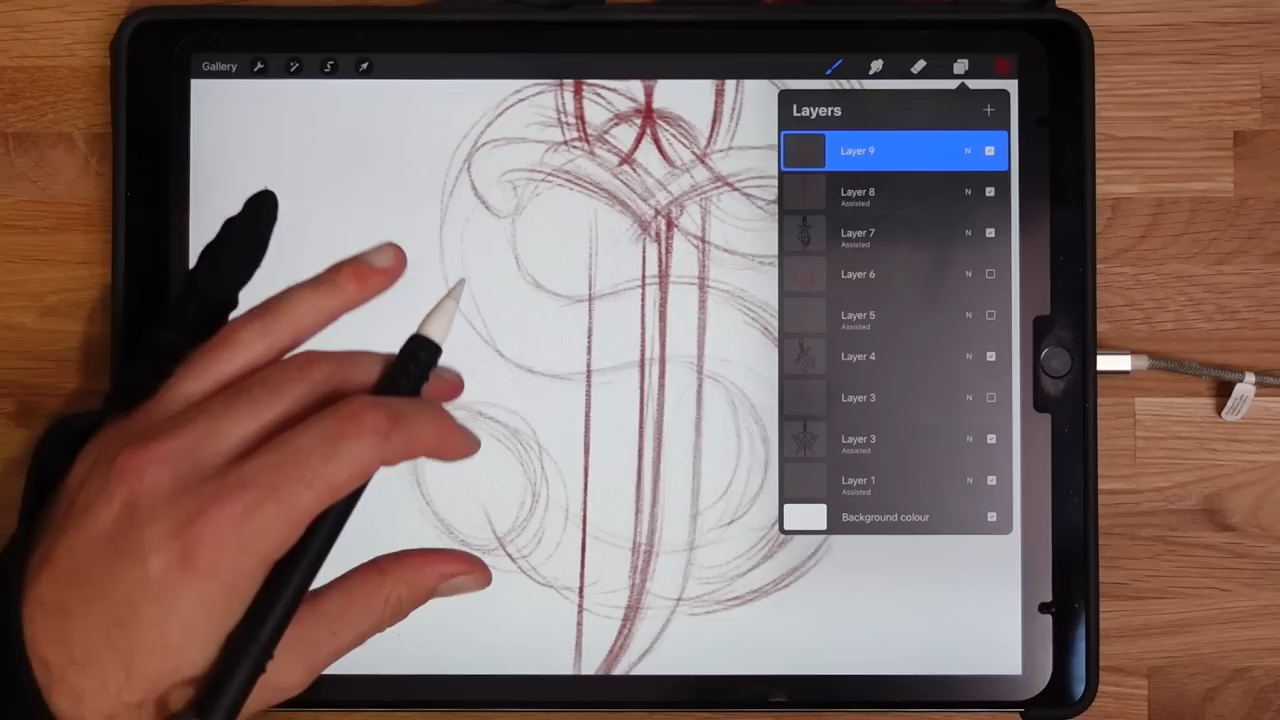 Gallery
Layers
Layer 9 N
Layer 8 N
Assisted
Layer 7 N
Assisted
Layer 6 N
Layer 5 N
Assisted
Layer 4 N
Layer 3 N
Layer 3 N
Assisted
Layer 1 N
Assisted
Background colour